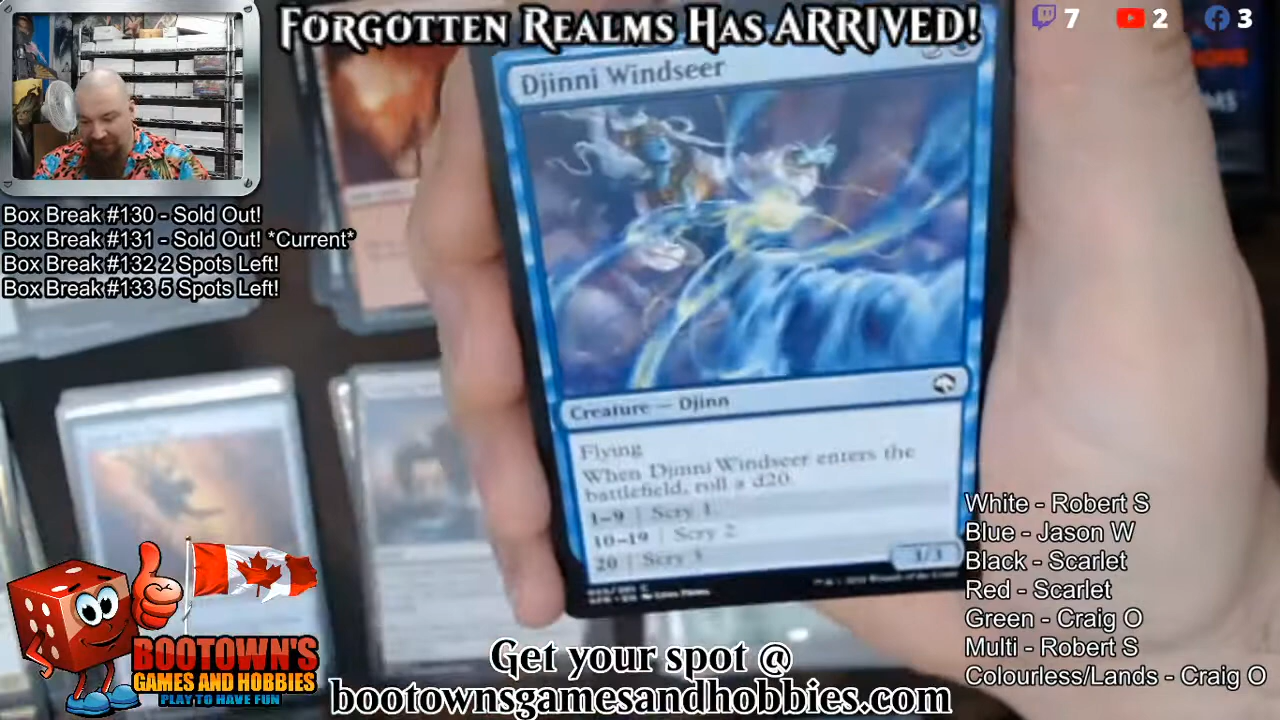 FORGOTTEN REALMS HAS ARRIVED!
7 2 3
Djinni Windseer
Box Break #130 - Sold Out!
Box Break #131 - Sold Out! *Current*
Box Break #132 2 Spots Left!
Box Break #133 5 Spots Left!
Creature — Djinn
Flying
When Djinni Windseer enters the
battlefield, roll a d20.
1–9 | Scry 1
10–19 | Scry 2
20 | Scry 3
3/3
White - Robert S
Blue - Jason W
Black - Scarlet
Red - Scarlet
Green - Craig O
Multi - Robert S
Colourless/Lands - Craig O
BOOTOWN'S
GAMES AND HOBBIES
PLAY TO HAVE FUN
Get your spot @
bootownsgamesandhobbies.com